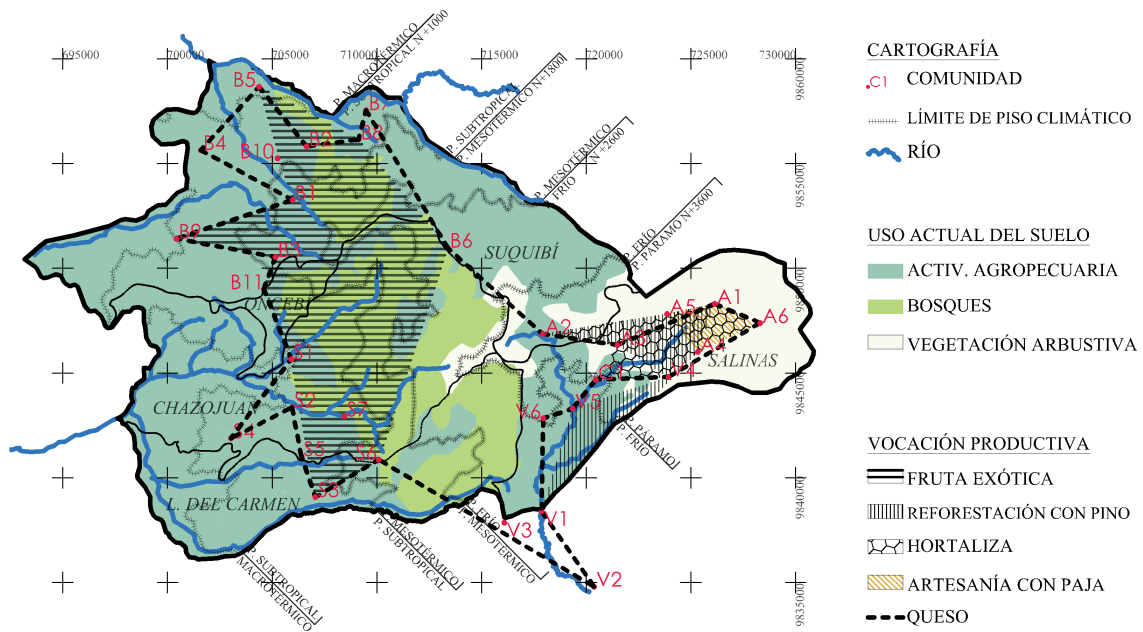 695000
700000
705000
710000
715000
720000
725000
730000
9860000
9855000
9845000
9840000
9835000
P. MACROTÉRMICO
P. SUBTROPICAL N +1000
P. SUBTROPICAL
P. MESOTÉRMICO N+1800
P. MESOTÉRMICO
FRÍO N +2600
P. FRÍO
P. PÁRAMO N+3600
B5
B7
B8
B2
B4
B10
B1
B9
B3
B6
B11
SUQUIBÍ
A2
A3
A5
A1
A6
A4
SALINAS
S1
C1
V4
V5
V6
CHAZOJUAN
S2
S7
S4
S5
S6
S3
L. DEL CARMEN
V3
V1
V2
P. PÁRAMO
P. FRÍO
P. FRÍO
P. MESOTERMICO
P. SUBTROPICAL
P. SUBTROPICAL
MACROTÉRMICO
CARTOGRAFÍA
C1 COMUNIDAD
LÍMITE DE PISO CLIMÁTICO
RÍO
USO ACTUAL DEL SUELO
ACTIV. AGROPECUARIA
BOSQUES
VEGETACIÓN ARBUSTIVA
VOCACIÓN PRODUCTIVA
FRUTA EXÓTICA
REFORESTACIÓN CON PINO
HORTALIZA
ARTESANÍA CON PAJA
QUESO